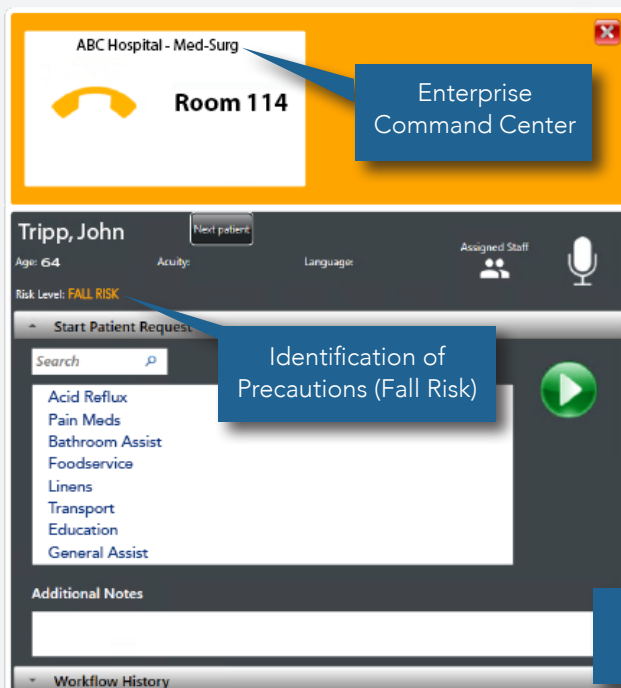 ABC Hospital - Med-Surg
Room 114
Enterprise
Command Center
Tripp, John
Next patient
Age: 64
Acuity:
Language:
Assigned Staff
Risk Level: FALL RISK
Start Patient Request
Identification of
Precautions (Fall Risk)
Search
Acid Reflux
Pain Meds
Bathroom Assist
Foodservice
Linens
Transport
Education
General Assist
Additional Notes
Workflow History